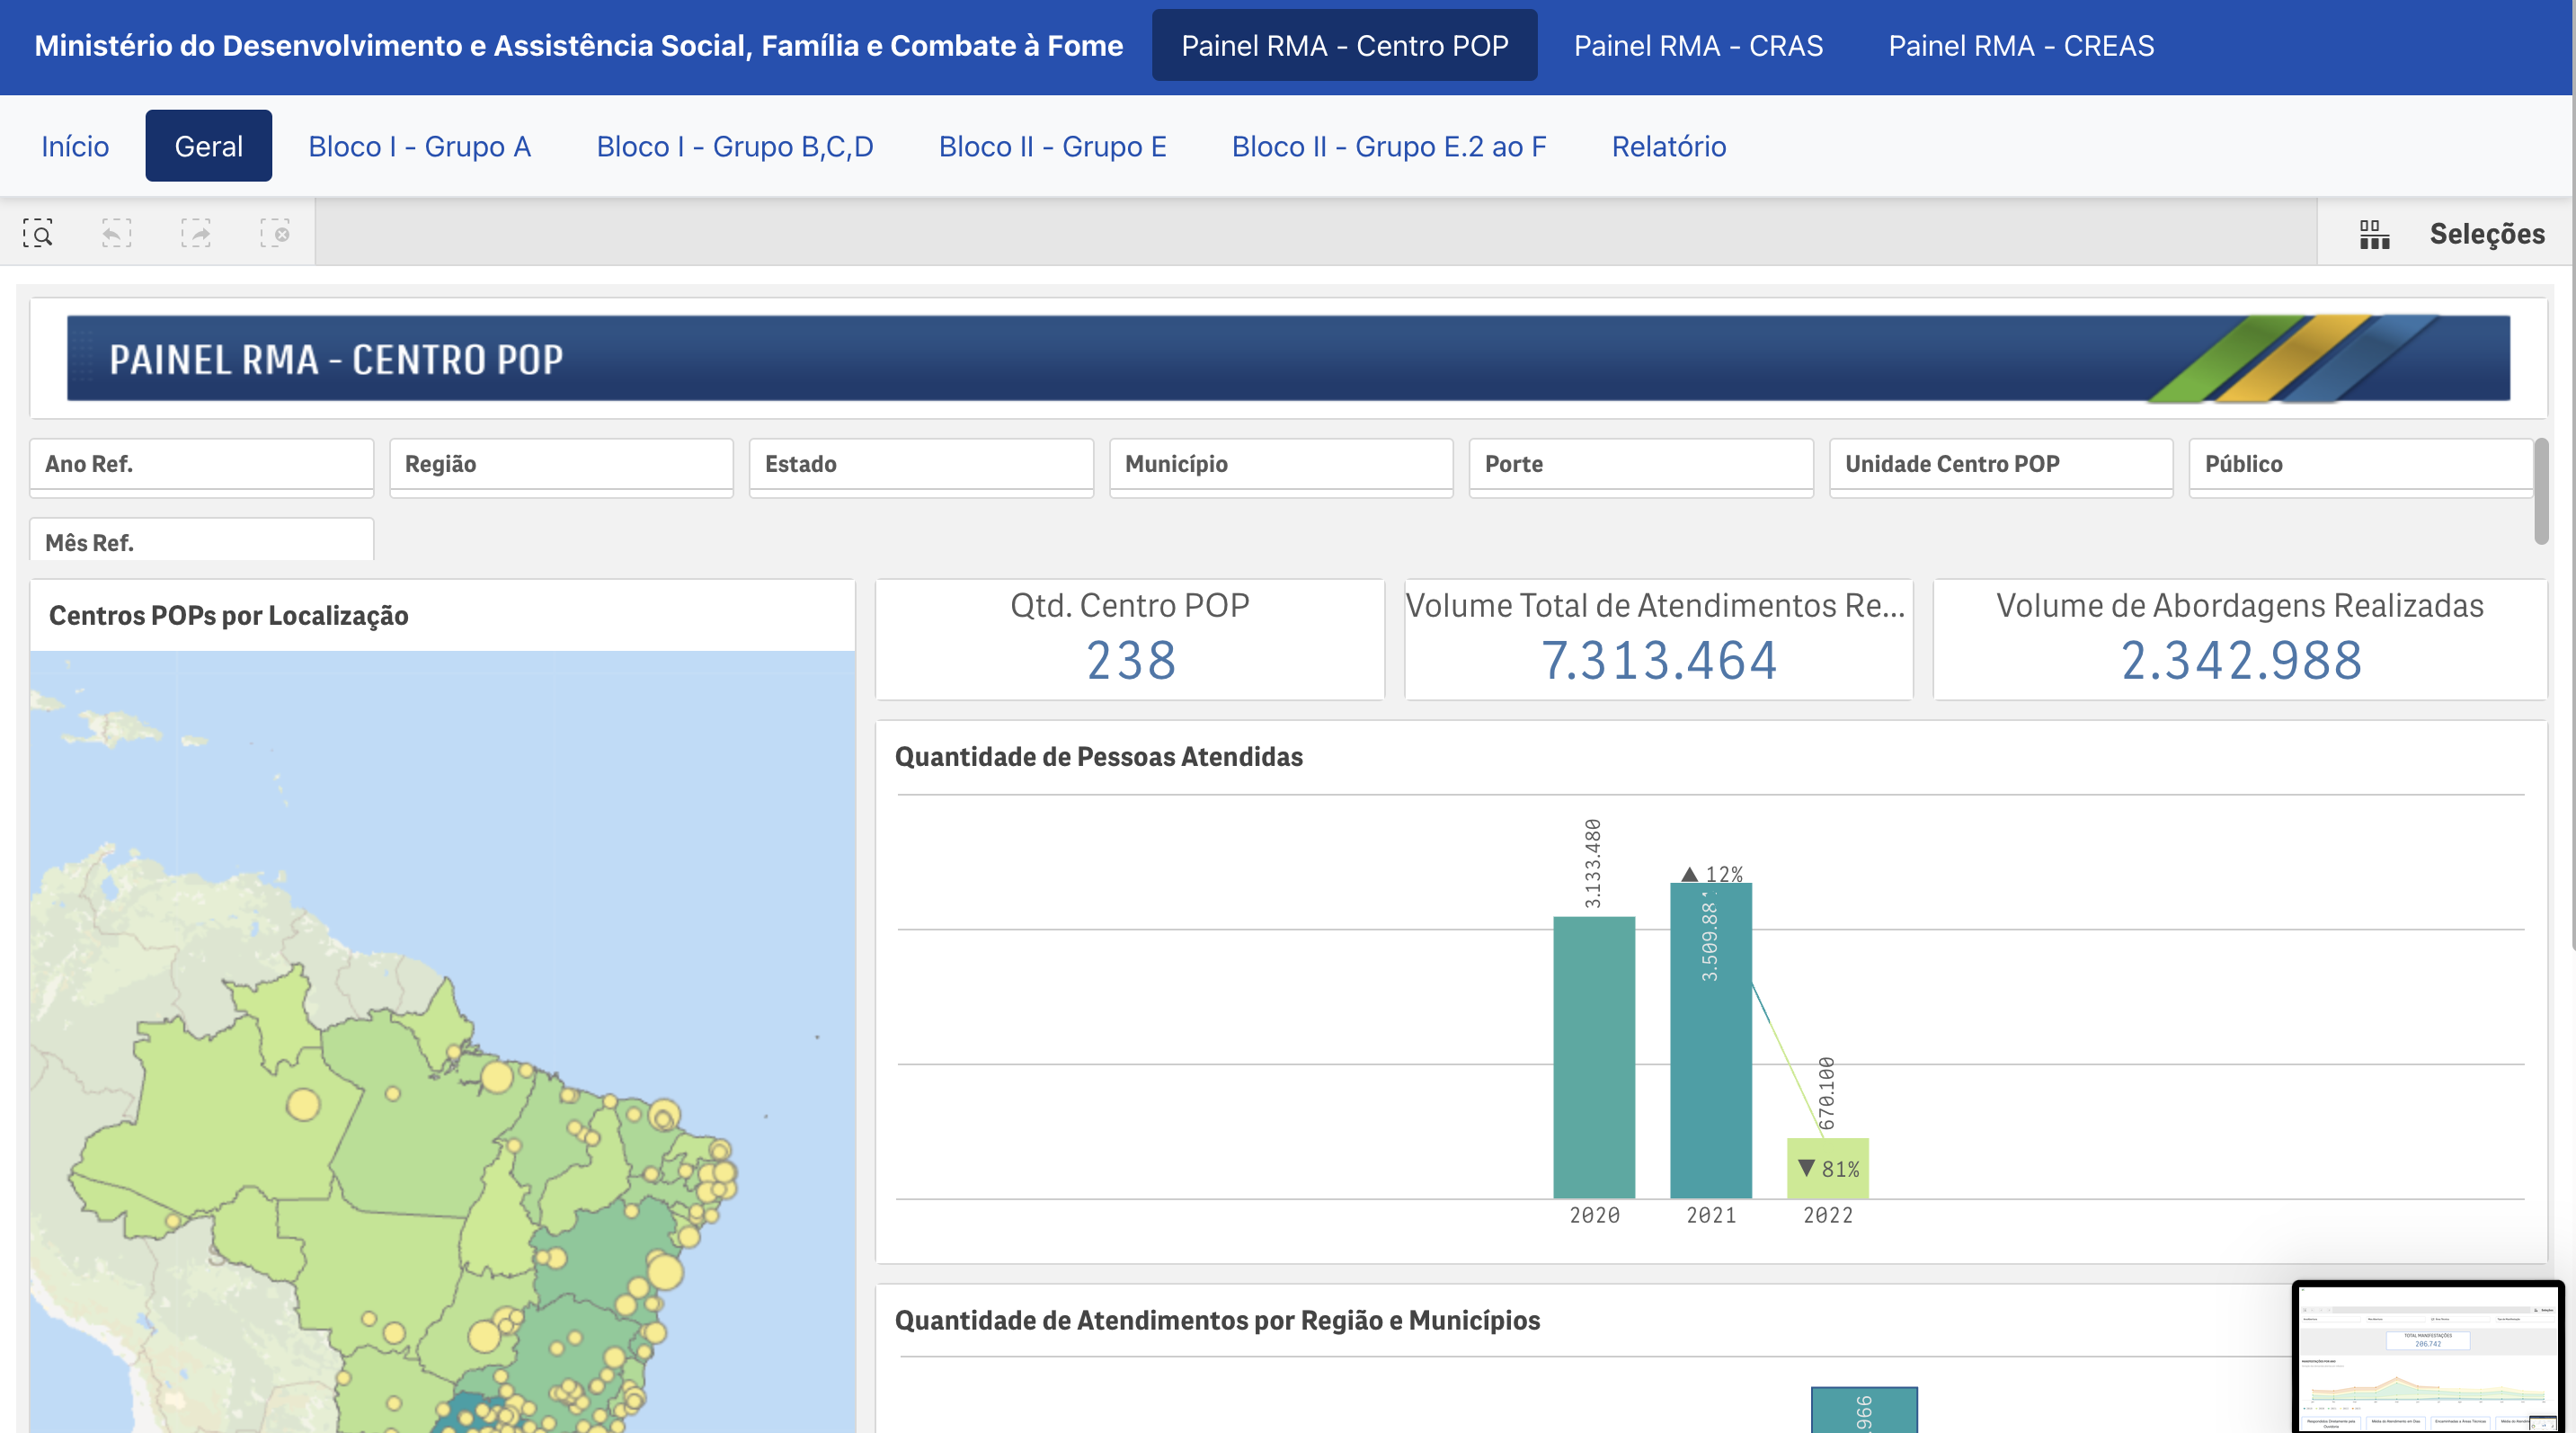 Ministério do Desenvolvimento e Assistência Social, Família e Combate à Fome
Painel RMA - Centro POP
Painel RMA - CRAS
Painel RMA - CREAS
Início
Geral
Bloco I - Grupo A
Bloco I - Grupo B,C,D
Bloco II - Grupo E
Bloco II - Grupo E.2 ao F
Relatório
Seleções
PAINEL RMA - CENTRO POP
Ano Ref.
Região
Estado
Município
Porte
Unidade Centro POP
Público
Mês Ref.
Centros POPs por Localização
Qtd. Centro POP
238
Volume Total de Atendimentos Re...
7.313.464
Volume de Abordagens Realizadas
2.342.988
Quantidade de Pessoas Atendidas
3.133.480
▲ 12%
670.100
▼ 81%
2020
2021
2022
Quantidade de Atendimentos por Região e Municípios
TOTAL MANIFESTAÇÕES
206.742